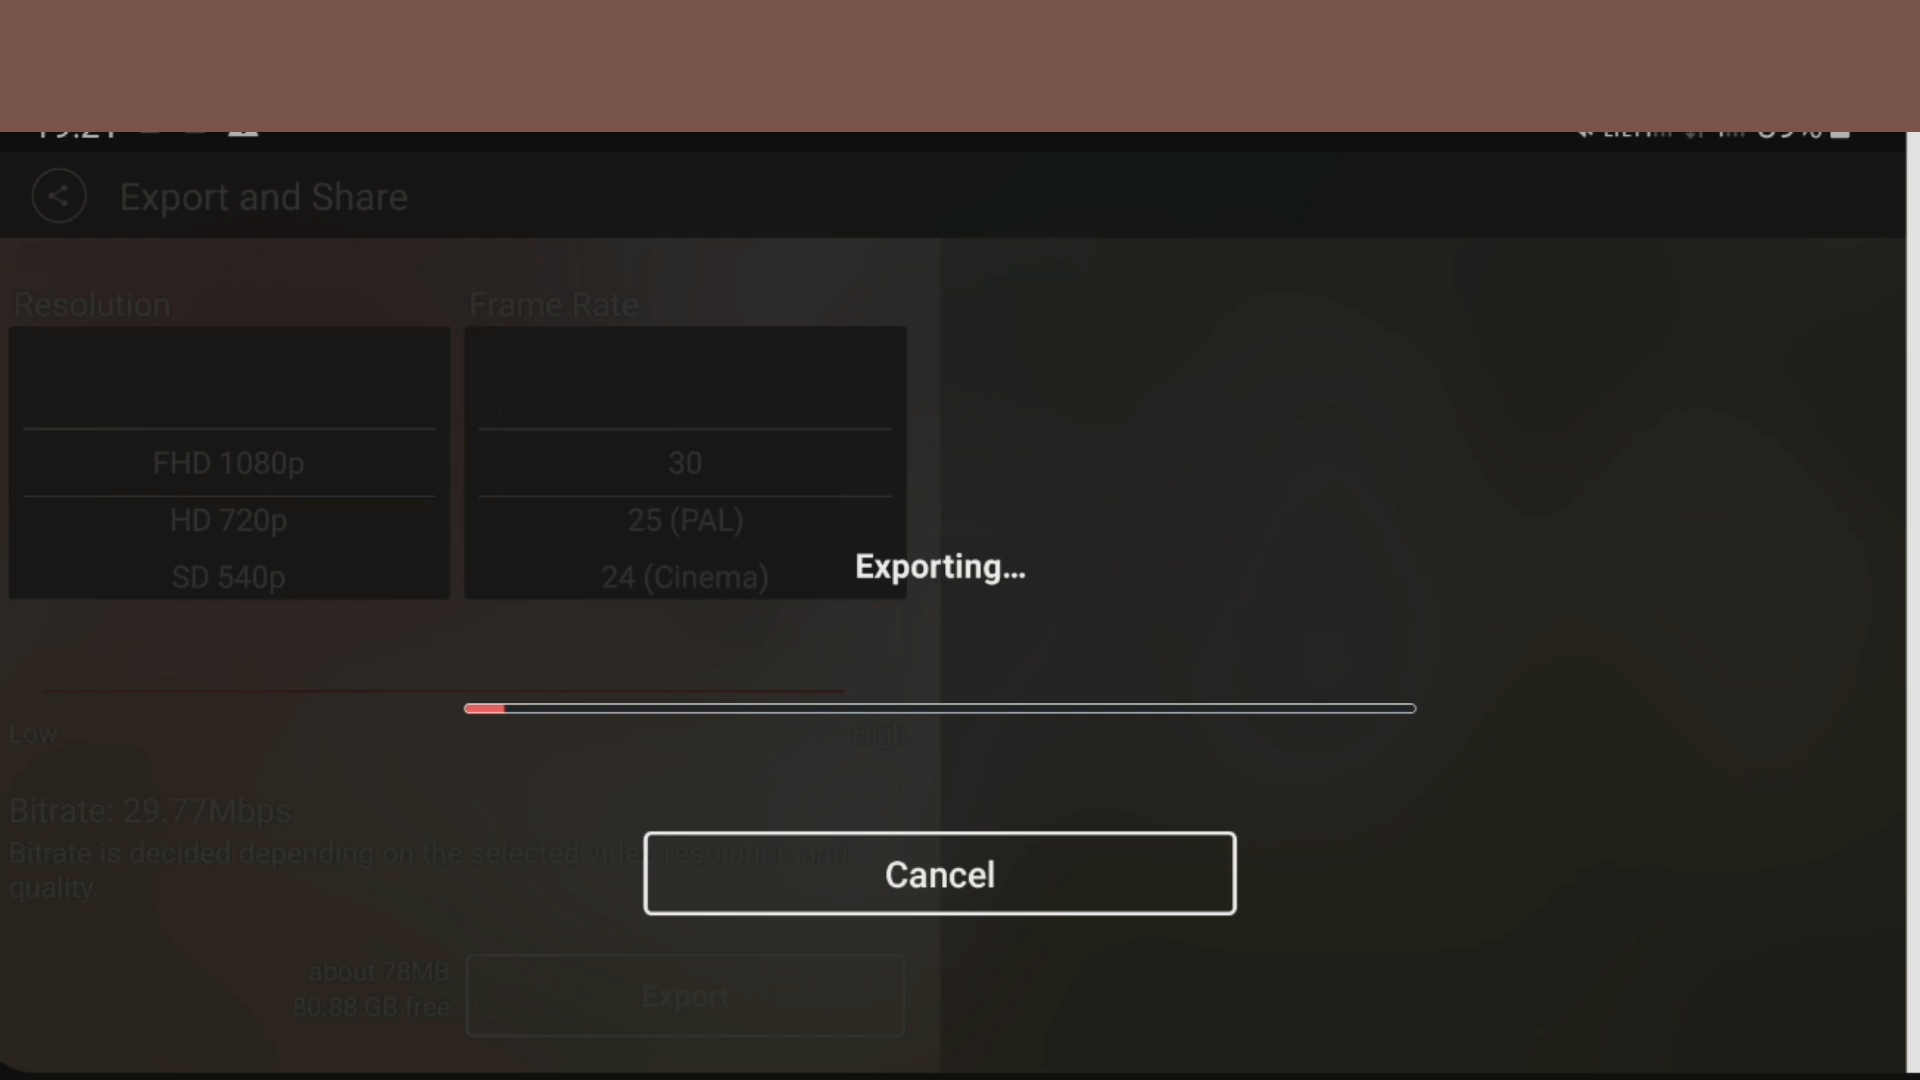 Export and Share
Resolution
Frame Rate
FHD 1080p
30
HD 720p
25 (PAL)
SD 540p
24 (Cinema)
Exporting...
Low
High
Bitrate: 29.77Mbps
Bitrate is decided depending on the selected video resolution and
quality.
Cancel
about 78MB
80.88 GB free
Export